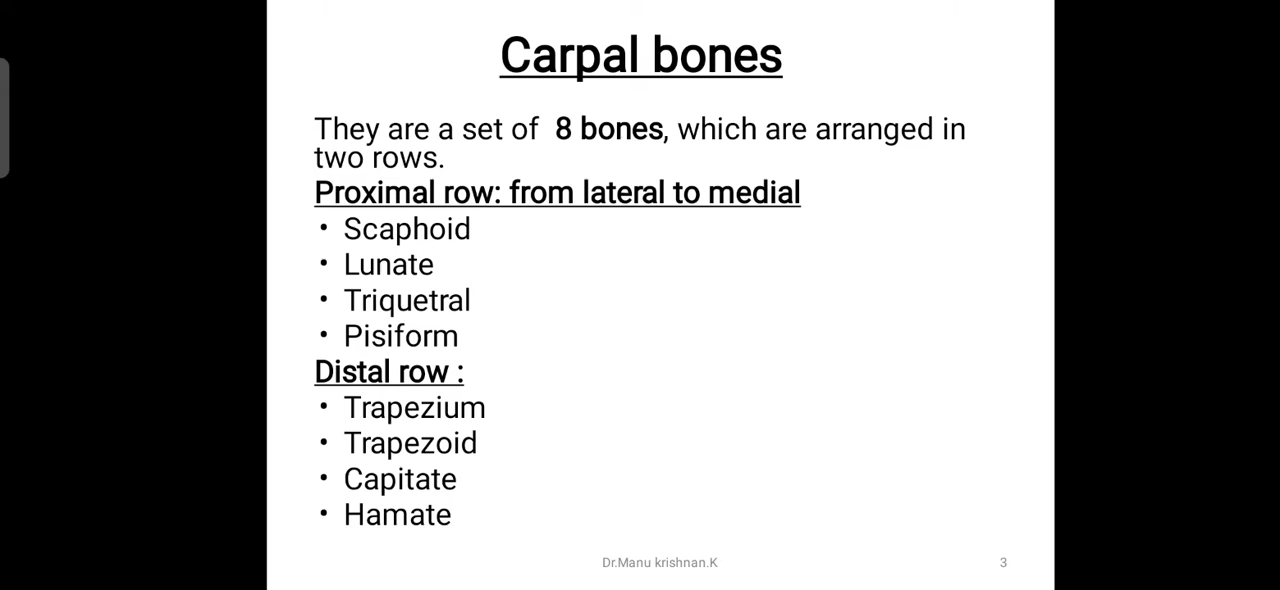 Carpal bones
They are a set of 8 bones, which are arranged in
two rows.
Proximal row: from lateral to medial
• Scaphoid
• Lunate
• Triquetral
• Pisiform
Distal row :
• Trapezium
• Trapezoid
• Capitate
• Hamate
Dr.Manu krishnan.K 3